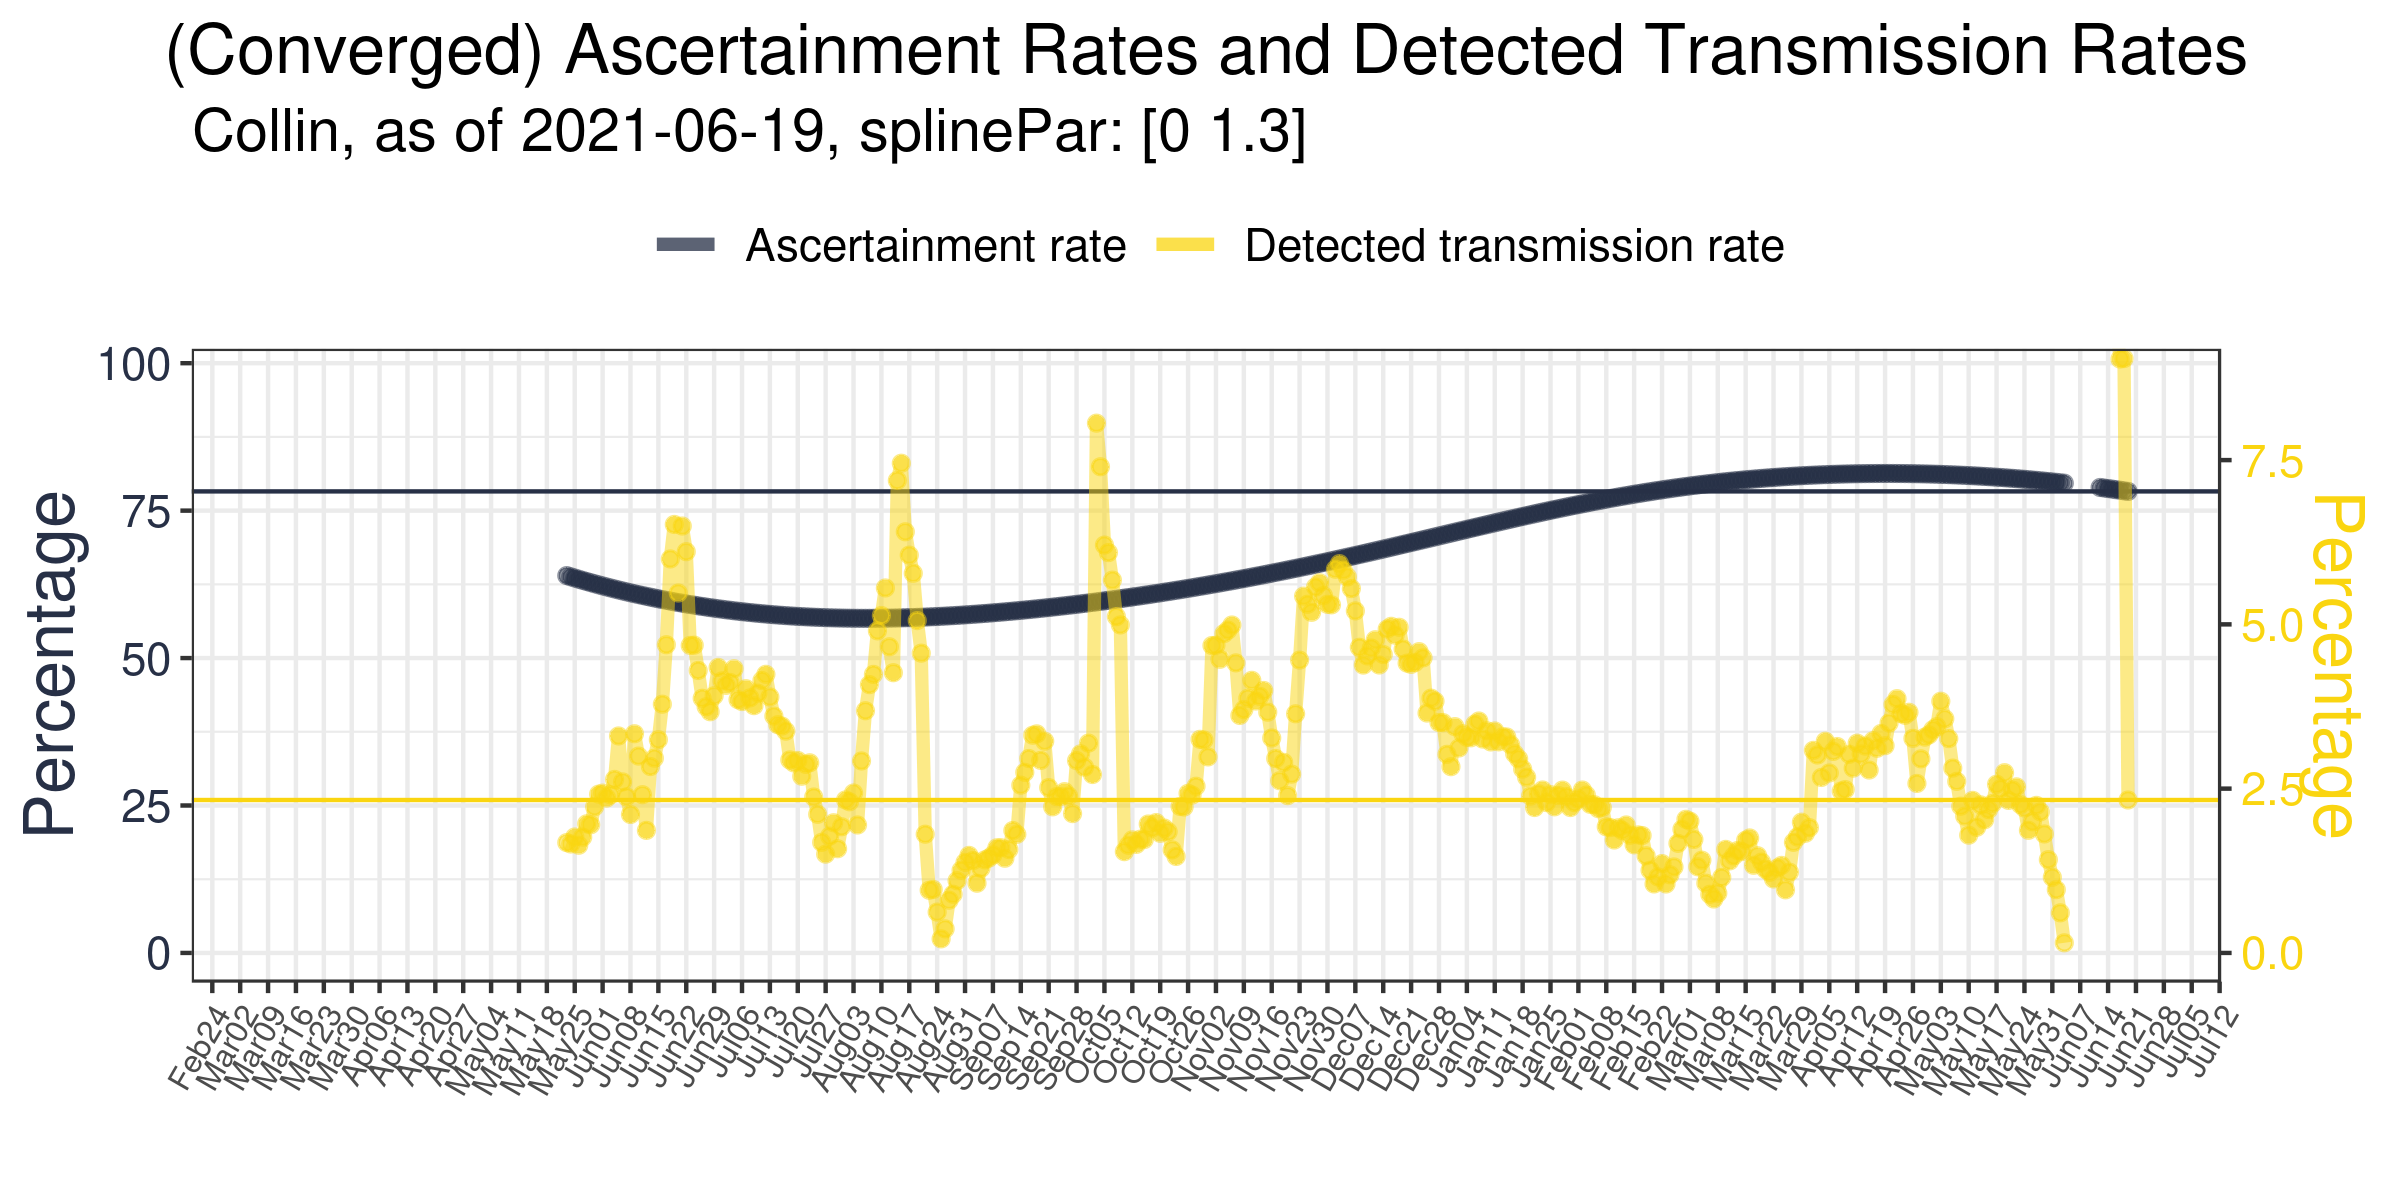 (Converged) Ascertainment Rates and Detected Transmission Rates
Collin, as of 2021-06-19, splinePar: [0 1.3]
Ascertainment rate
Detected transmission rate
Percentage
100
75
50
25
0
7.5
5.0
2.5
0.0
Percentage
Feb24
Mar02
Mar09
Mar16
Mar23
Mar30
Apr06
Apr13
Apr20
Apr27
May04
May11
May18
May25
Jun01
Jun08
Jun15
Jun22
Jun29
Jul06
Jul13
Jul20
Jul27
Aug03
Aug10
Aug17
Aug24
Aug31
Sep07
Sep14
Sep21
Sep28
Oct05
Oct12
Oct19
Oct26
Nov02
Nov09
Nov16
Nov23
Nov30
Dec07
Dec14
Dec21
Dec28
Jan04
Jan11
Jan18
Jan25
Feb01
Feb08
Feb15
Feb22
Mar01
Mar08
Mar15
Mar22
Mar29
Apr05
Apr12
Apr19
Apr26
May03
May10
May17
May24
May31
Jun07
Jun14
Jun21
Jun28
Jul05
Jul12